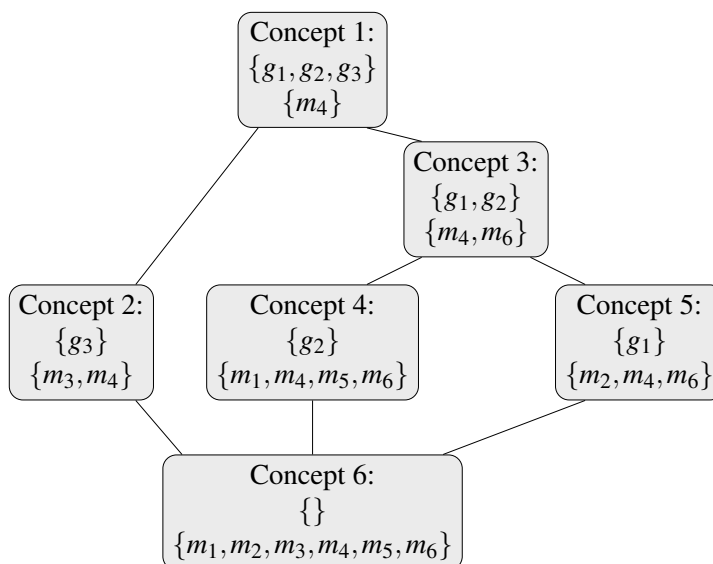 Concept 1:
{g₁, g₂, g₃}
{m₄}
Concept 3:
{g₁, g₂}
{m₄, m₆}
Concept 2:
{g₃}
{m₃, m₄}
Concept 4:
{g₂}
{m₁, m₄, m₅, m₆}
Concept 5:
{g₁}
{m₂, m₄, m₆}
Concept 6:
{}
{m₁, m₂, m₃, m₄, m₅, m₆}